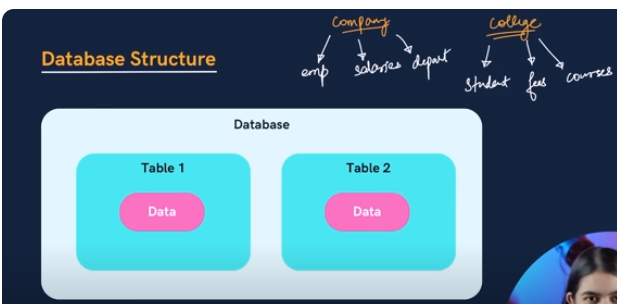 company
college
Database Structure
emp
salaries
depart
Student
fees
courses
Database
Table 1
Table 2
Data
Data